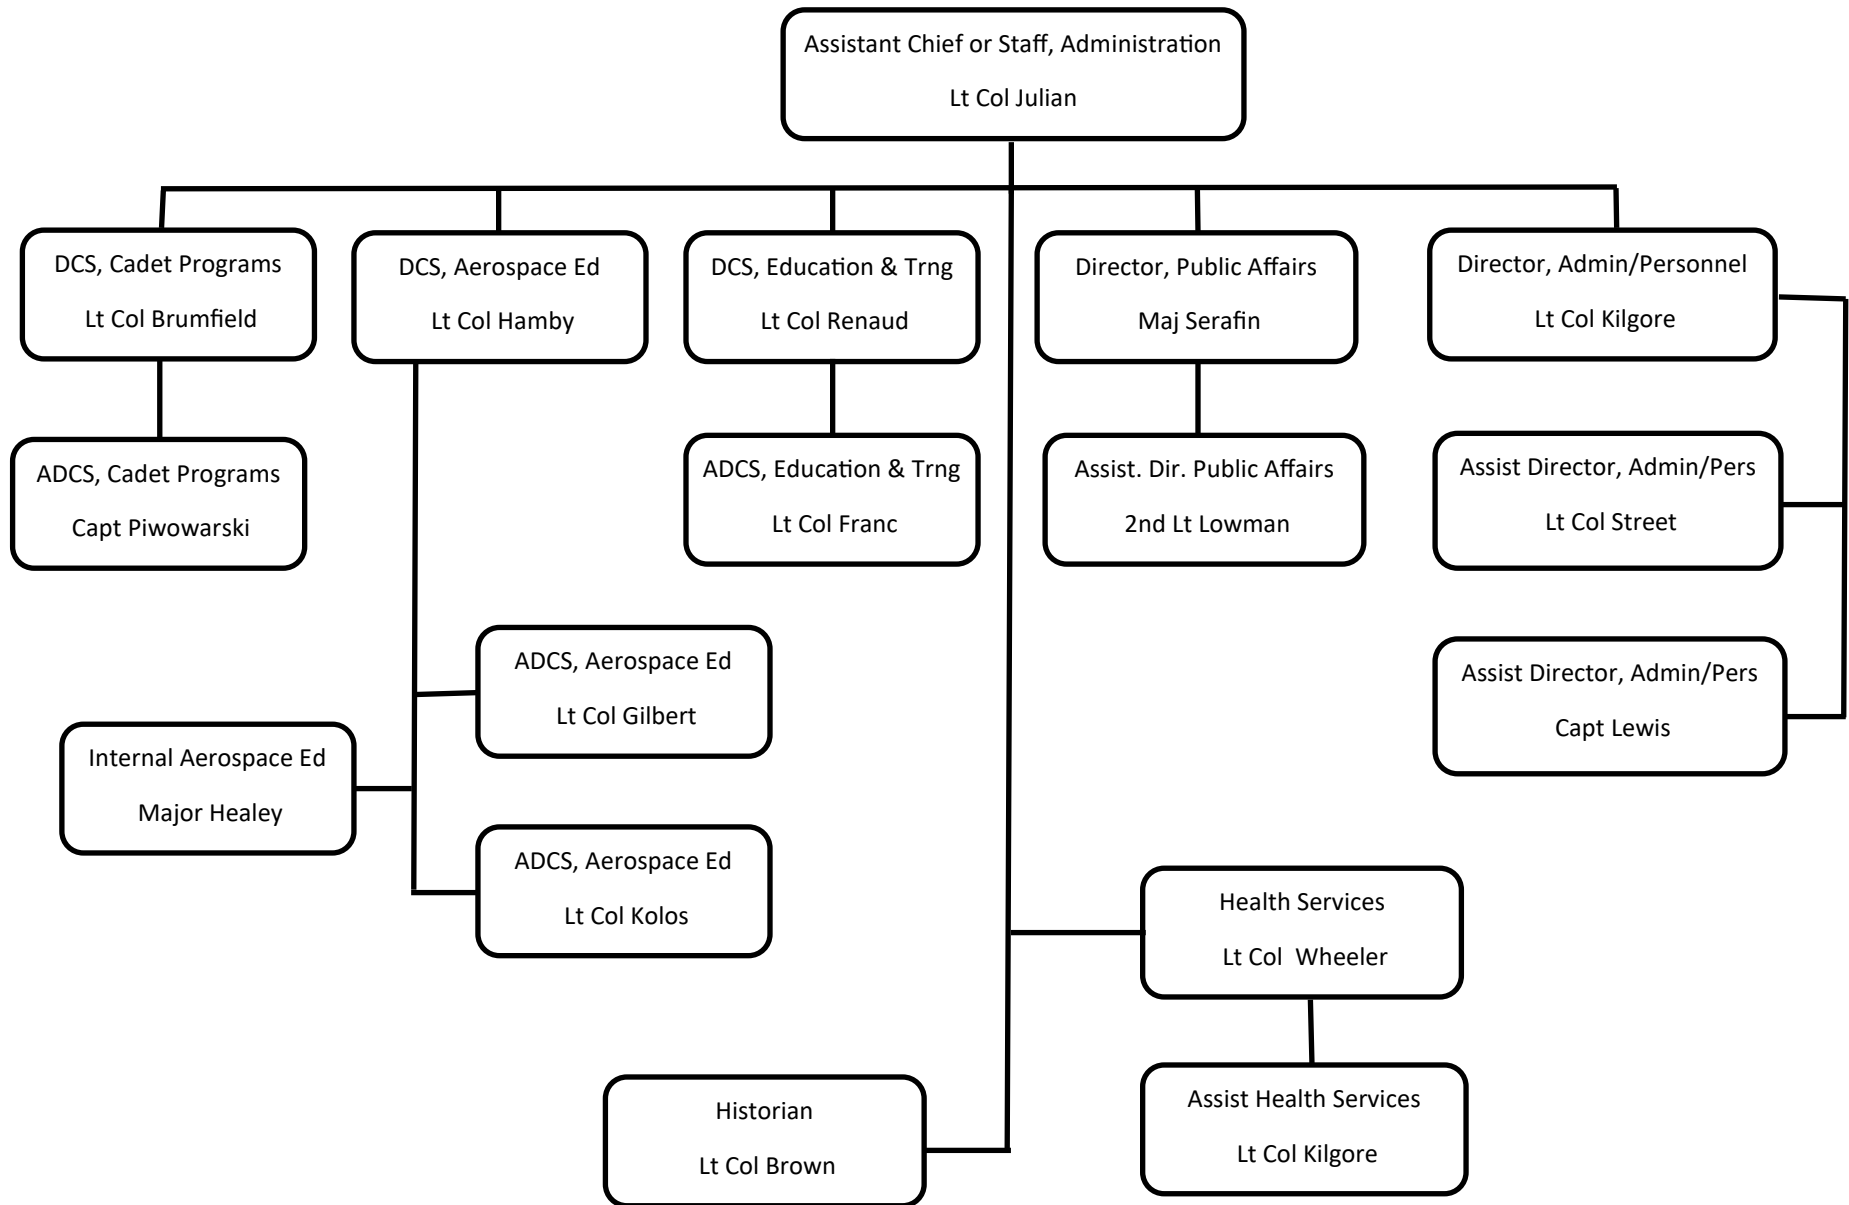 Assistant Chief or Staff, Administration
Lt Col Julian
DCS, Cadet Programs
Lt Col Brumfield
DCS, Aerospace Ed
Lt Col Hamby
DCS, Education & Trng
Lt Col Renaud
Director, Public Affairs
Maj Serafin
Director, Admin/Personnel
Lt Col Kilgore
ADCS, Cadet Programs
Capt Piwowarski
ADCS, Education & Trng
Lt Col Franc
Assist. Dir. Public Affairs
2nd Lt Lowman
Assist Director, Admin/Pers
Lt Col Street
ADCS, Aerospace Ed
Lt Col Gilbert
Assist Director, Admin/Pers
Capt Lewis
Internal Aerospace Ed
Major Healey
ADCS, Aerospace Ed
Lt Col Kolos
Health Services
Lt Col  Wheeler
Historian
Lt Col Brown
Assist Health Services
Lt Col Kilgore